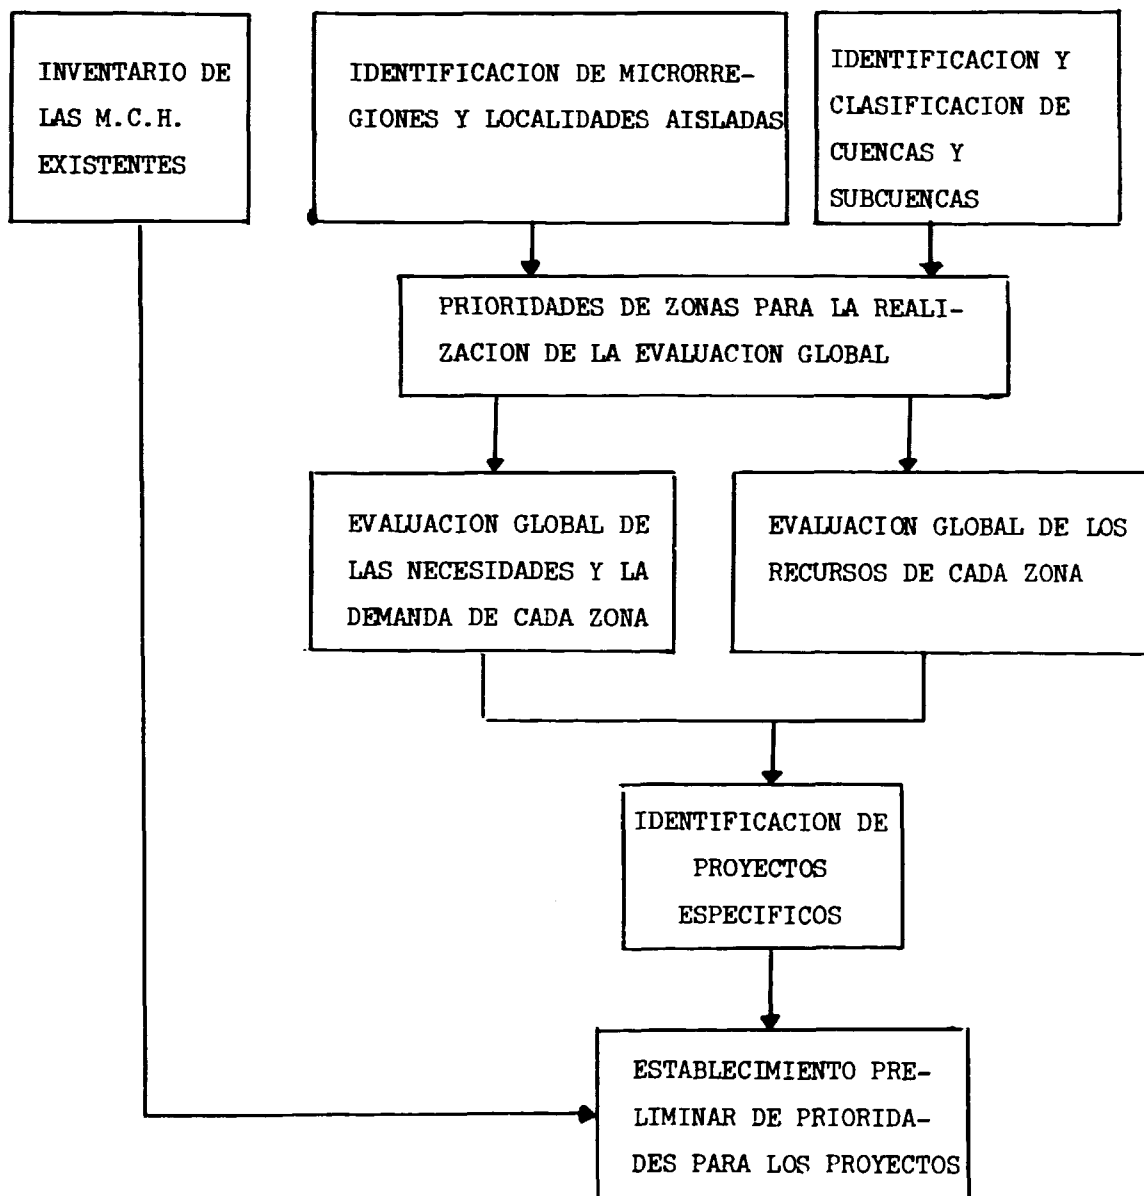 INVENTARIO DE
LAS M.C.H.
EXISTENTES
IDENTIFICACION DE MICRORRE-
GIONES Y LOCALIDADES AISLADAS
IDENTIFICACION Y
CLASIFICACION DE
CUENCAS Y
SUBCUENCAS
PRIORIDADES DE ZONAS PARA LA REALI-
ZACION DE LA EVALUACION GLOBAL
EVALUACION GLOBAL DE
LAS NECESIDADES Y LA
DEMANDA DE CADA ZONA
EVALUACION GLOBAL DE LOS
RECURSOS DE CADA ZONA
IDENTIFICACION DE
PROYECTOS
ESPECIFICOS
ESTABLECIMIENTO PRE-
LIMINAR DE PRIORIDA-
DES PARA LOS PROYECTOS